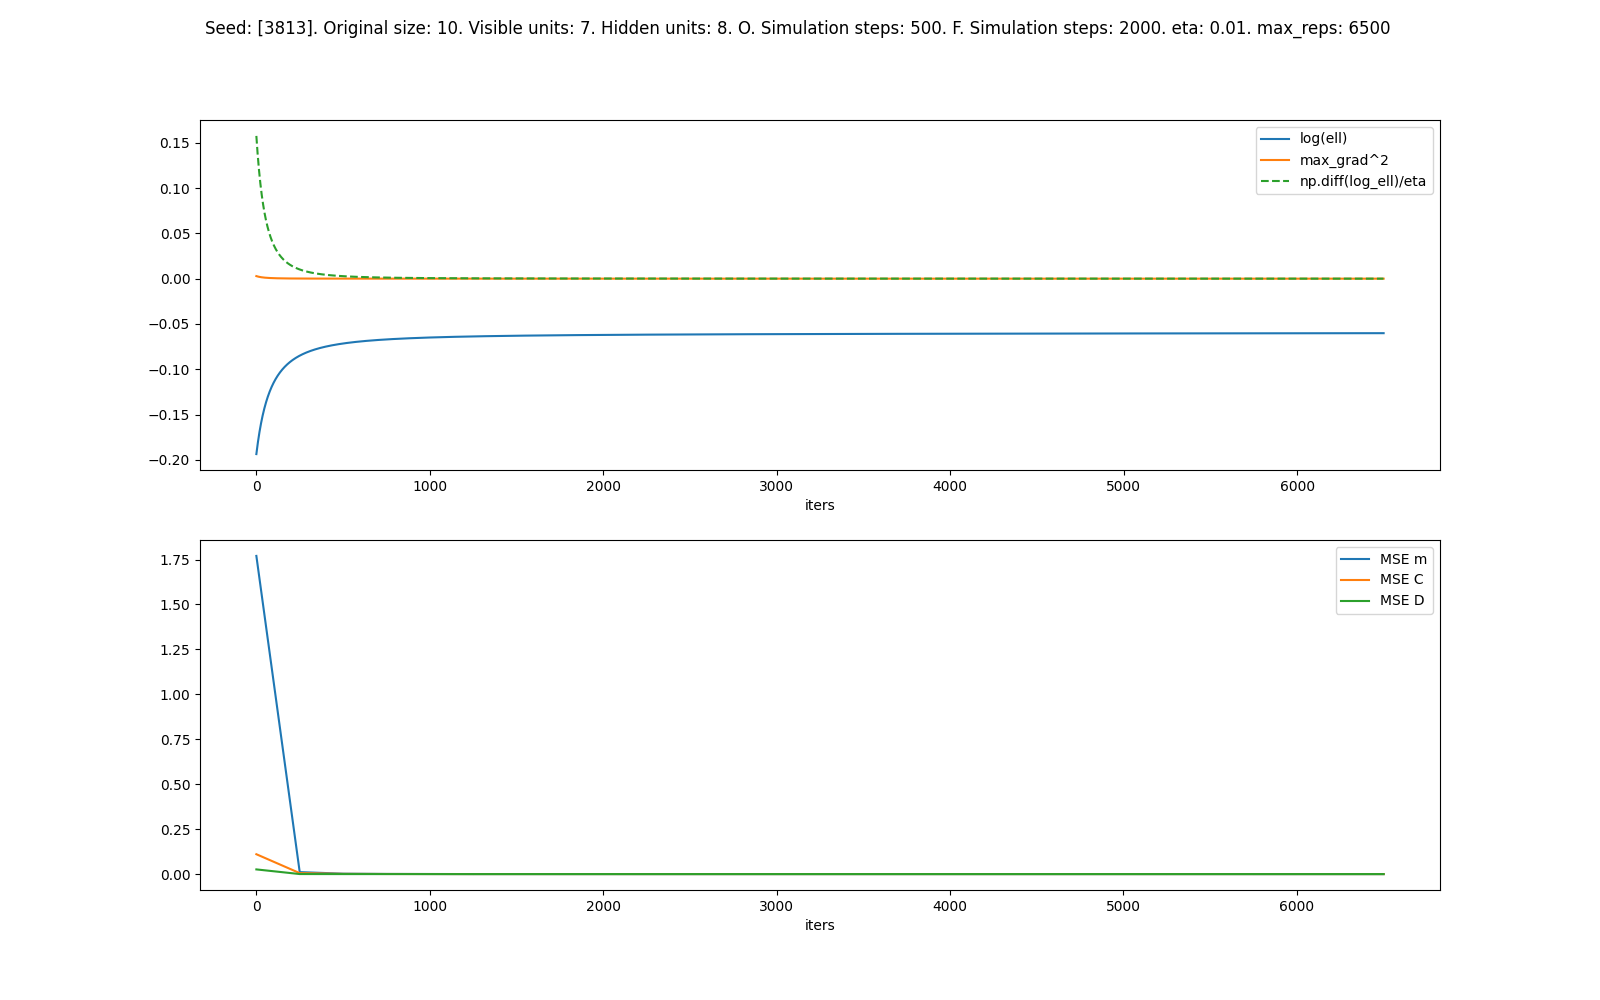 Seed: [3813]. Original size: 10. Visible units: 7. Hidden units: 8. O. Simulation steps: 500. F. Simulation steps: 2000. eta: 0.01. max_reps: 6500
0.15
0.10
0.05
0.00
−0.05
−0.10
−0.15
−0.20
log(ell)
max_grad^2
np.diff(log_ell)/eta
0 1000 2000 3000 4000 5000 6000
iters
1.75
1.50
1.25
1.00
0.75
0.50
0.25
0.00
MSE m
MSE C
MSE D
0 1000 2000 3000 4000 5000 6000
iters